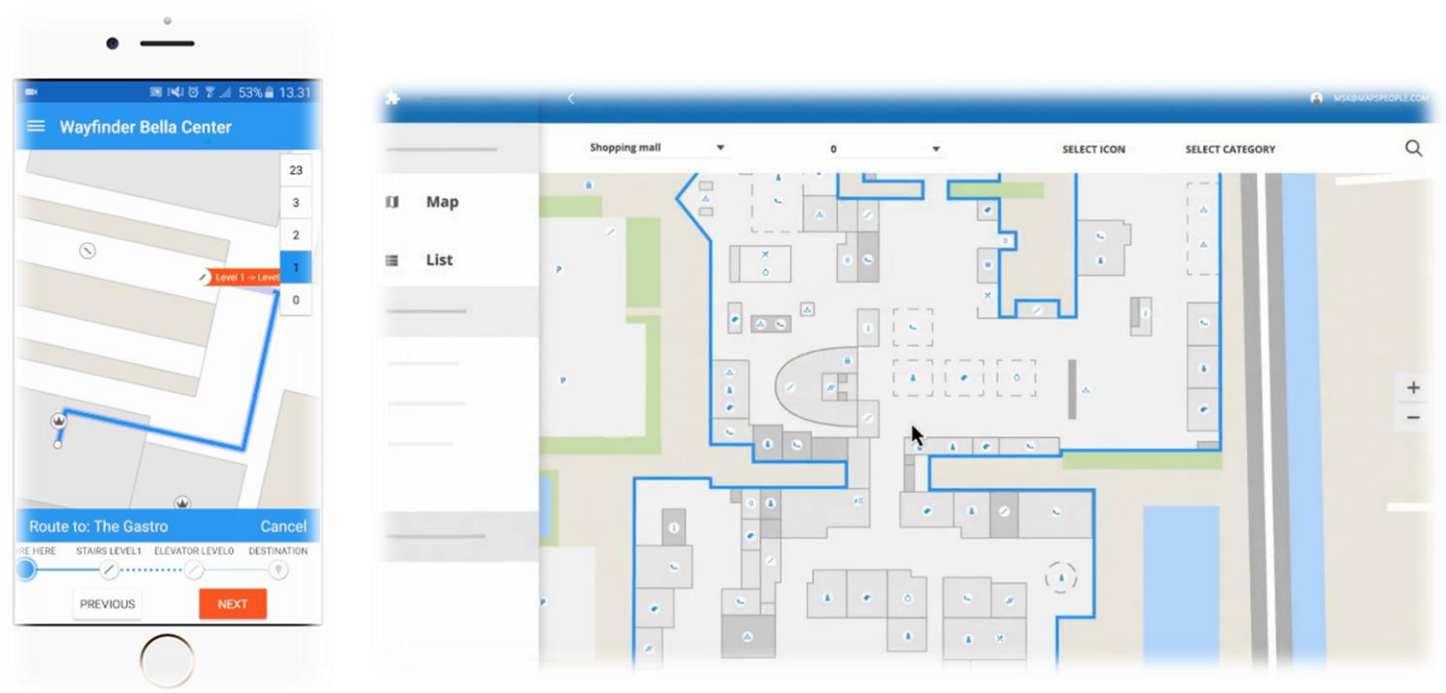 53% 13.31
Wayfinder Bella Center
23
3
2
1
0
Level 1 -> Level
Route to: The Gastro Cancel
RE HERE STAIRS LEVEL1 ELEVATOR LEVEL0 DESTINATION
PREVIOUS NEXT
MSK@MAPSPEOPLE.COM
Shopping mall 0 SELECT ICON SELECT CATEGORY
Map
List
P
P
P
+
−